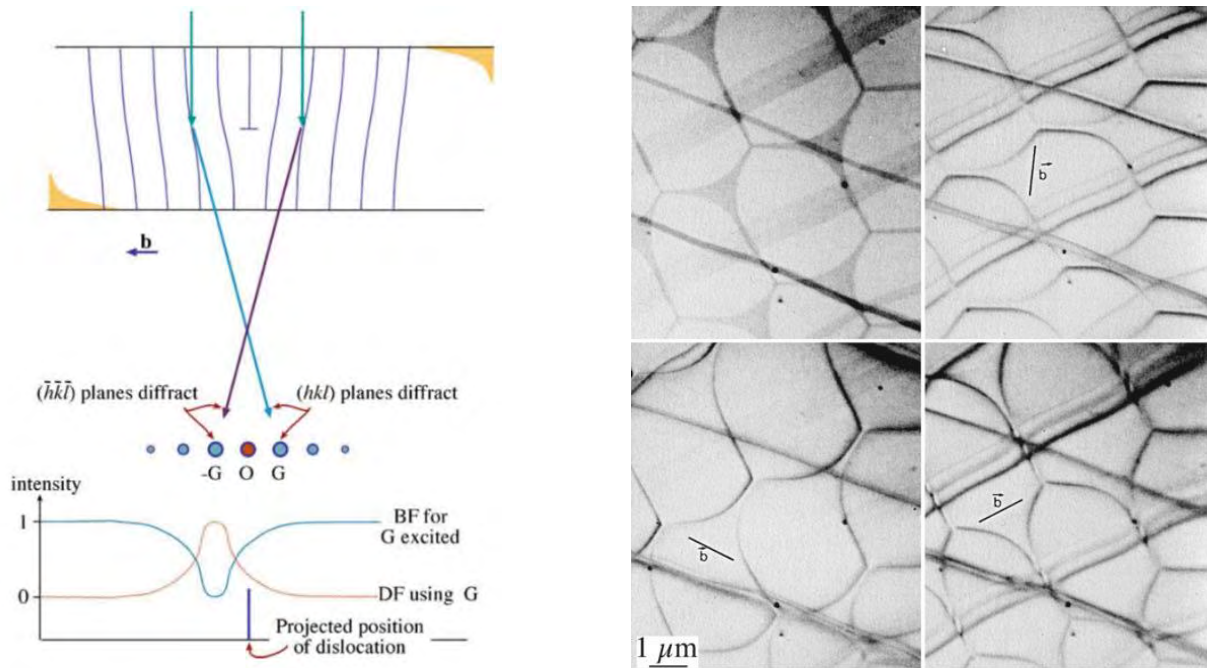 b
(h̄k̄l̄) planes diffract
(hkl) planes diffract
-G O G
intensity
1
BF for
G excited
0
DF using G
Projected position
of dislocation
b⃗
b⃗
b⃗
1 μm